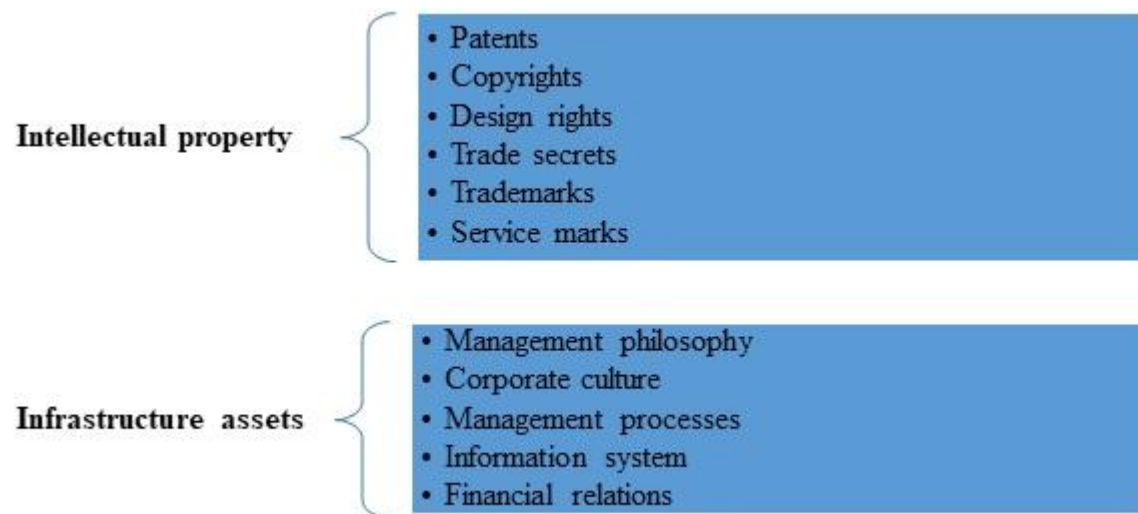 Intellectual property
• Patents
• Copyrights
• Design rights
• Trade secrets
• Trademarks
• Service marks
Infrastructure assets
• Management philosophy
• Corporate culture
• Management processes
• Information system
• Financial relations